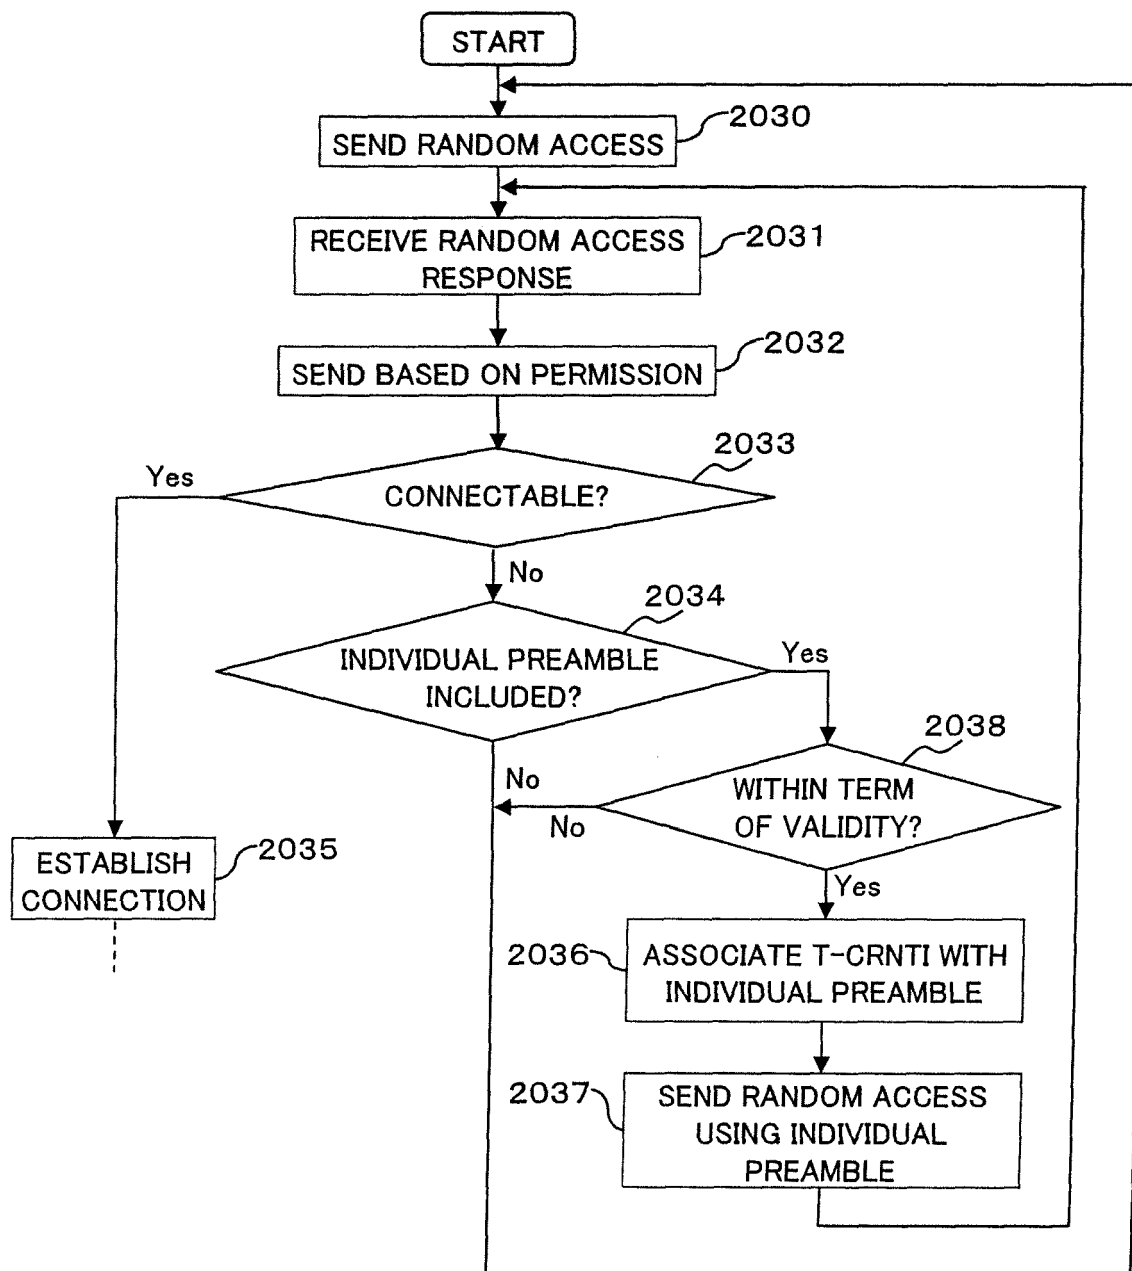 START
2030
SEND RANDOM ACCESS
2031
RECEIVE RANDOM ACCESS
RESPONSE
2032
SEND BASED ON PERMISSION
2033
Yes
CONNECTABLE?
No
2034
INDIVIDUAL PREAMBLE
INCLUDED?
Yes
2038
No
WITHIN TERM
OF VALIDITY?
No
Yes
ESTABLISH
CONNECTION
2035
2036
ASSOCIATE T-CRNTI WITH
INDIVIDUAL PREAMBLE
2037
SEND RANDOM ACCESS
USING INDIVIDUAL
PREAMBLE